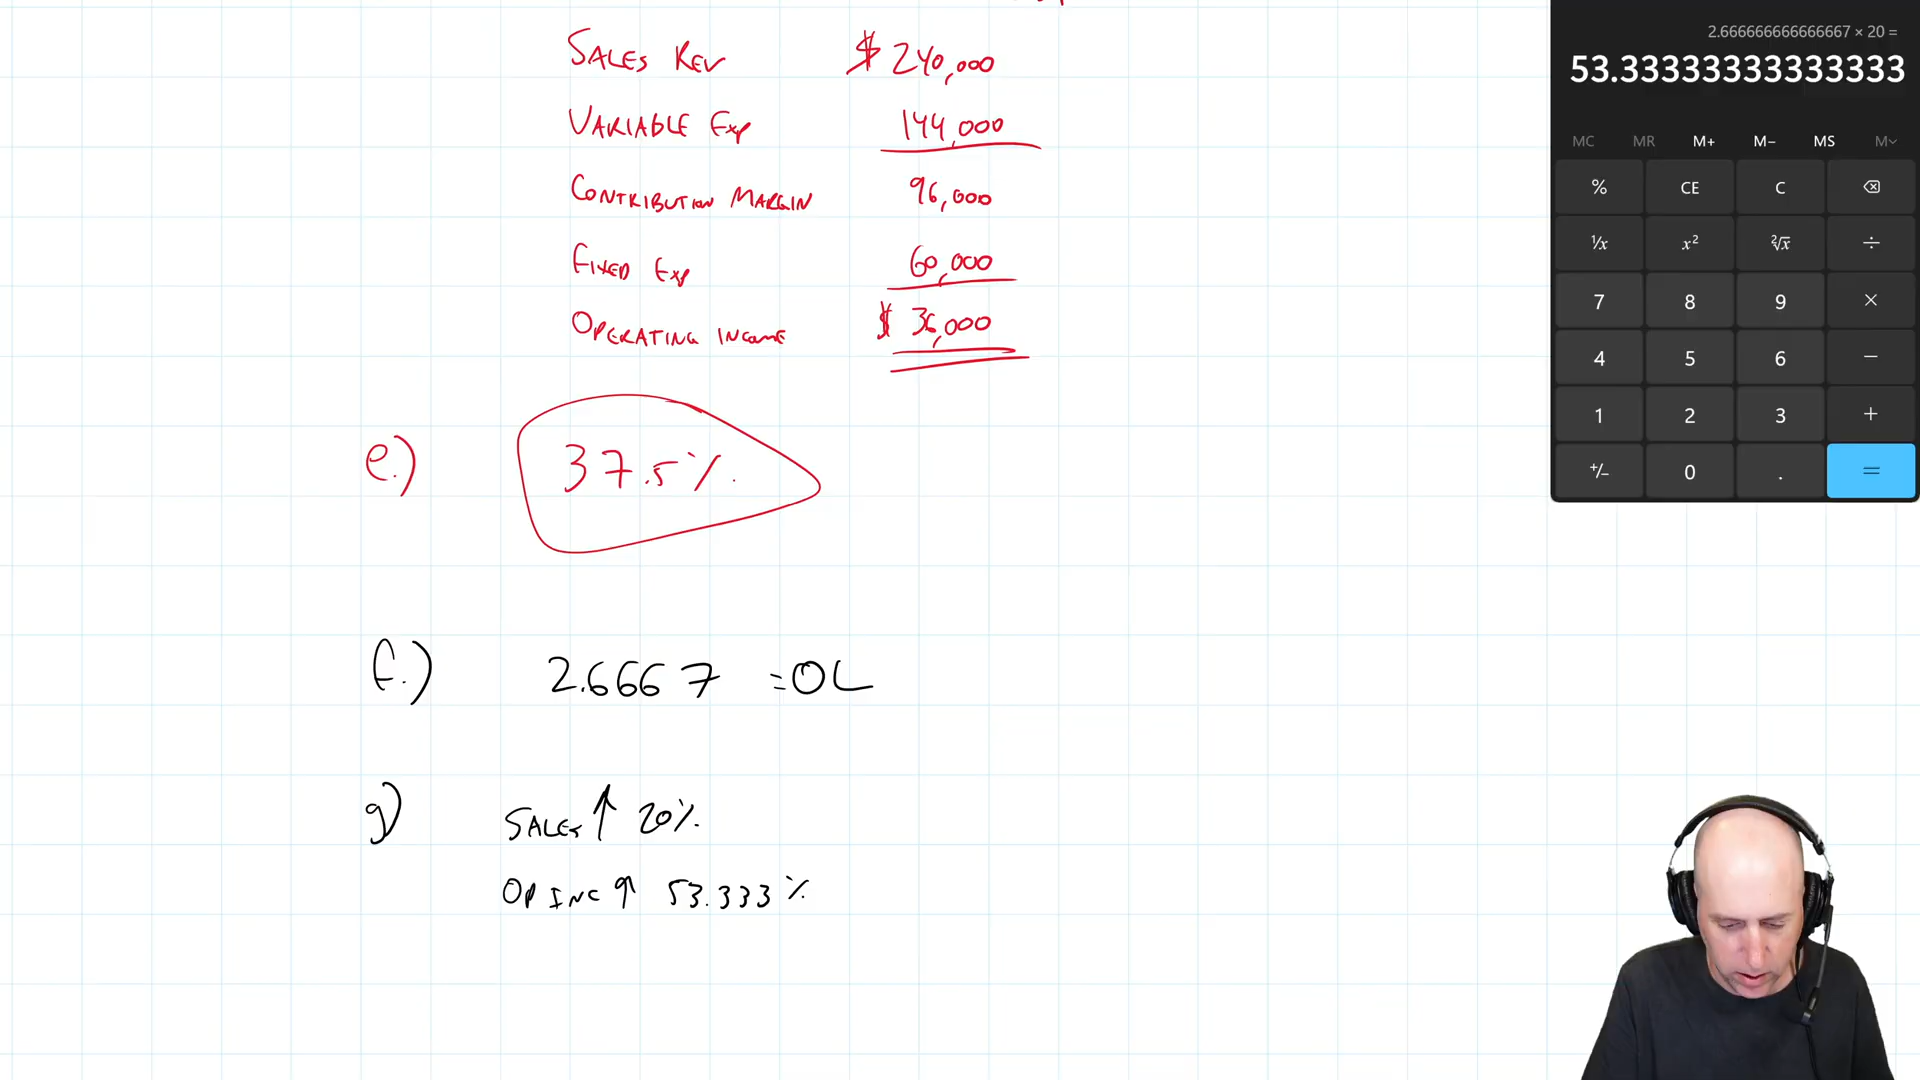 SALES REV $ 240,000
VARIABLE EXP 144,000
CONTRIBUTION MARGIN 96,000
FIXED EXP 60,000
OPERATING INCOME $ 36,000
e.) 37.5%
f.) 2.6667 = OL
g) SALES ↑ 20%
OP INC ↑ 53.333 %
2.666666666666667 × 20 =
53.33333333333333
MC MR M+ M− MS M˅
% CE C
¹/x x² ²√x ÷
7 8 9 ×
4 5 6 −
1 2 3 +
+/− 0 . =